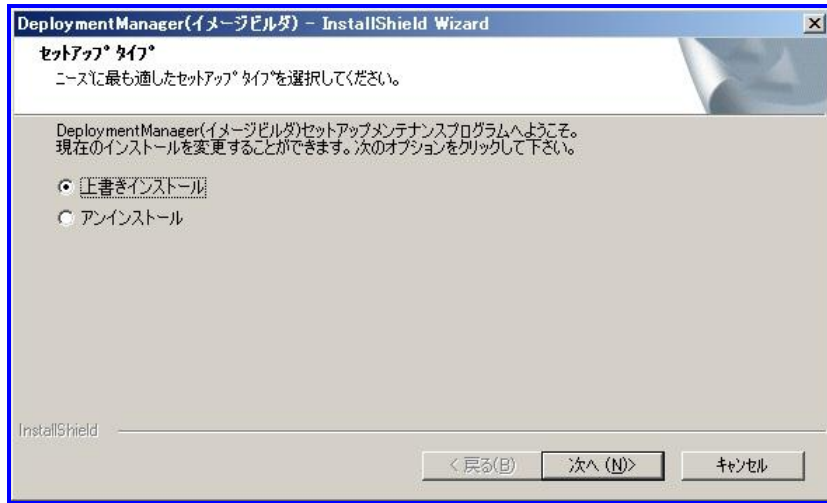 DeploymentManager(イメージビルダ) - InstallShield Wizard
セットアップ タイプ
ニーズに最も適したセットアップ タイプを選択してください。
DeploymentManager(イメージビルダ)セットアップメンテナンスプログラムへようこそ。
現在のインストールを変更することができます。次のオプションをクリックして下さい。
上書きインストール
アンインストール
InstallShield
< 戻る(B)
次へ (N)>
キャンセル